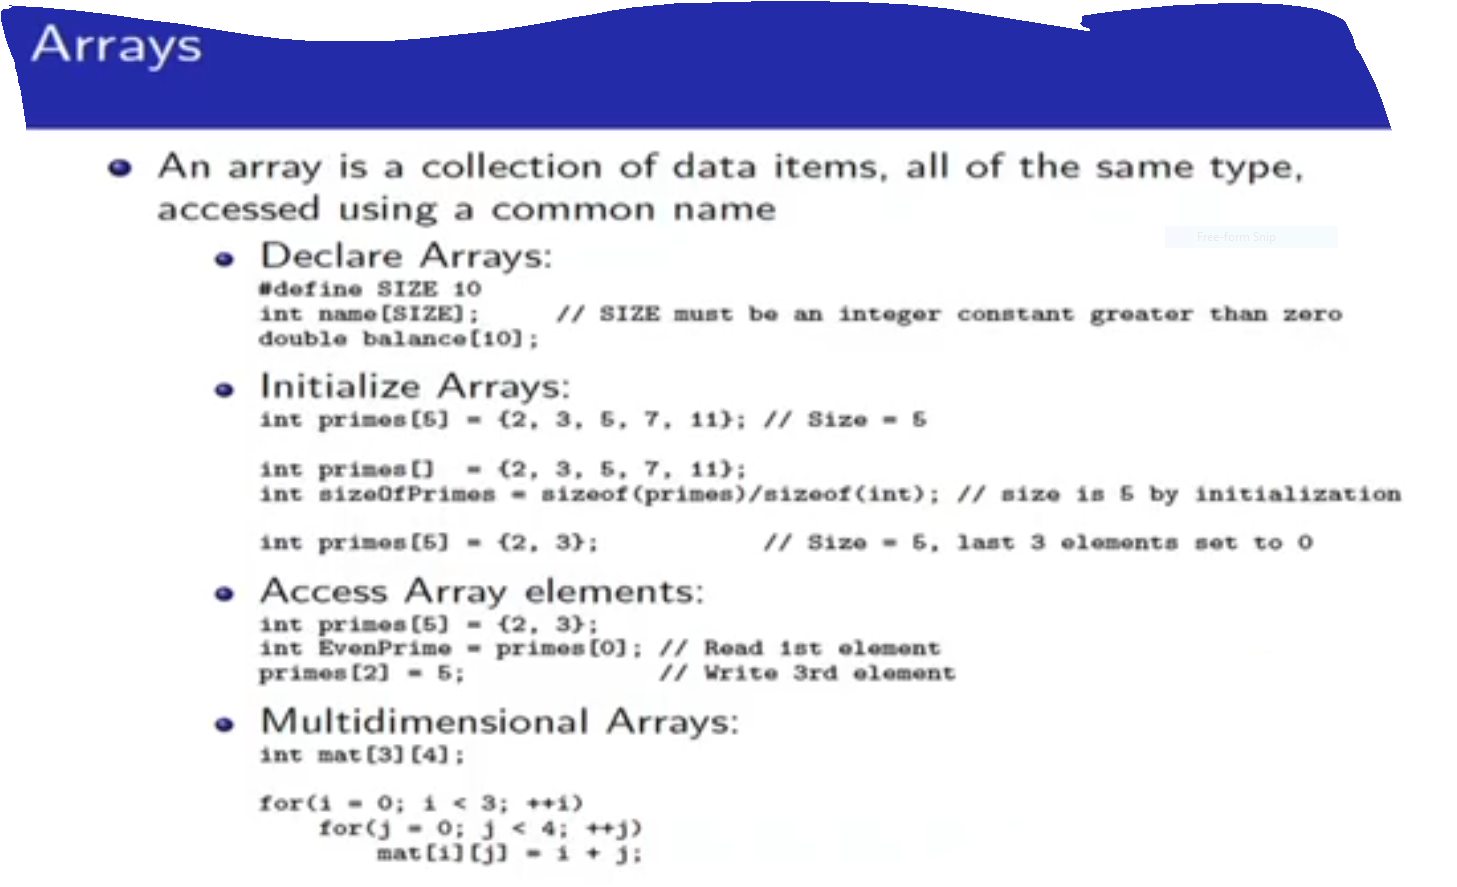 Arrays
An array is a collection of data items, all of the same type,
accessed using a common name
Free-form Snip
Declare Arrays:
#define SIZE 10
int name[SIZE];      // SIZE must be an integer constant greater than zero
double balance[10];
Initialize Arrays:
int primes[5] = {2, 3, 5, 7, 11}; // Size = 5
int primes[]  = {2, 3, 5, 7, 11};
int sizeOfPrimes = sizeof(primes)/sizeof(int); // size is 5 by initialization
int primes[5] = {2, 3};           // Size = 5, last 3 elements set to 0
Access Array elements:
int primes[5] = {2, 3};
int EvenPrime = primes[0]; // Read 1st element
primes[2] = 5;             // Write 3rd element
Multidimensional Arrays:
int mat[3][4];
for(i = 0; i < 3; ++i)
    for(j = 0; j < 4; ++j)
        mat[i][j] = i + j;